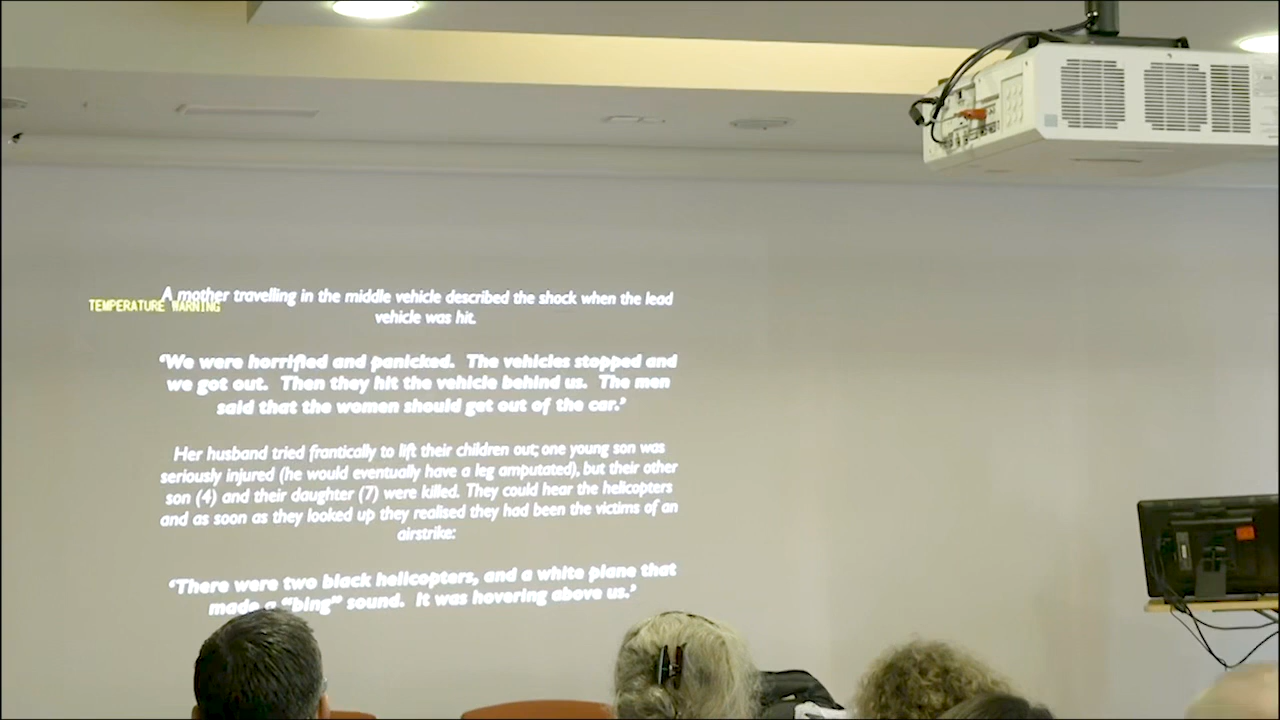 TEMPERATURE WARNING
A mother travelling in the middle vehicle described the shock when the lead
vehicle was hit.
‘We were horrified and panicked. The vehicles stopped and
we got out. Then they hit the vehicle behind us. The men
said that the women should get out of the car.’
Her husband tried frantically to lift their children out; one young son was
seriously injured (he would eventually have a leg amputated), but their other
son (4) and their daughter (7) were killed. They could hear the helicopters
and as soon as they looked up they realised they had been the victims of an
airstrike:
‘There were two black helicopters, and a white plane that
made a “bing” sound. It was hovering above us.’